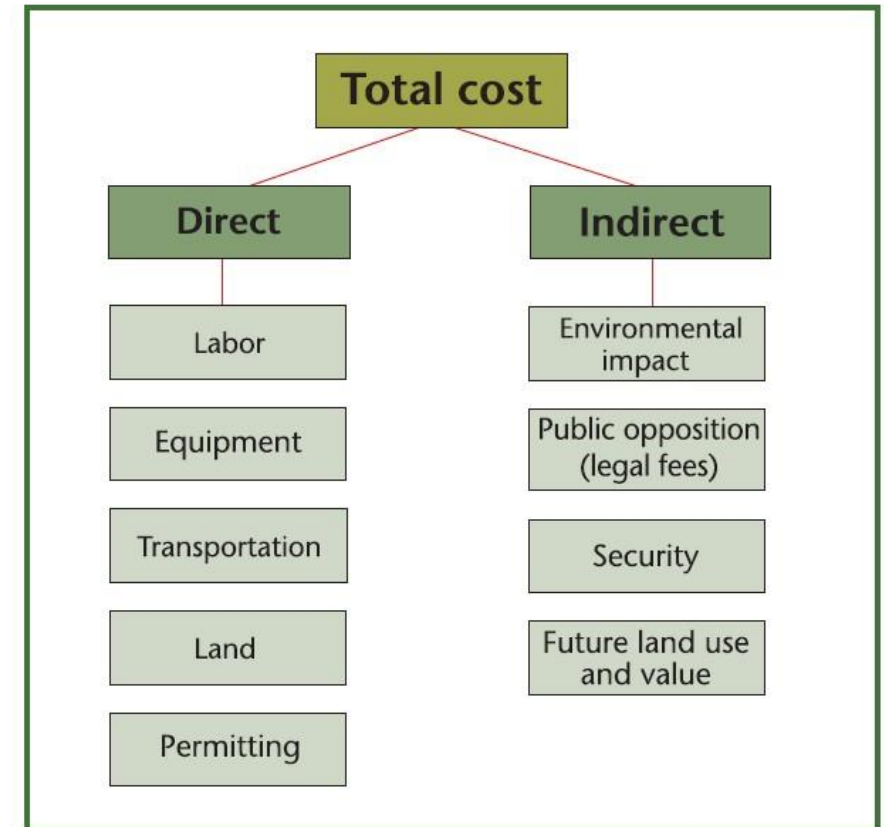 Total cost
Direct
Indirect
Labor
Equipment
Transportation
Land
Permitting
Environmental
impact
Public opposition
(legal fees)
Security
Future land use
and value